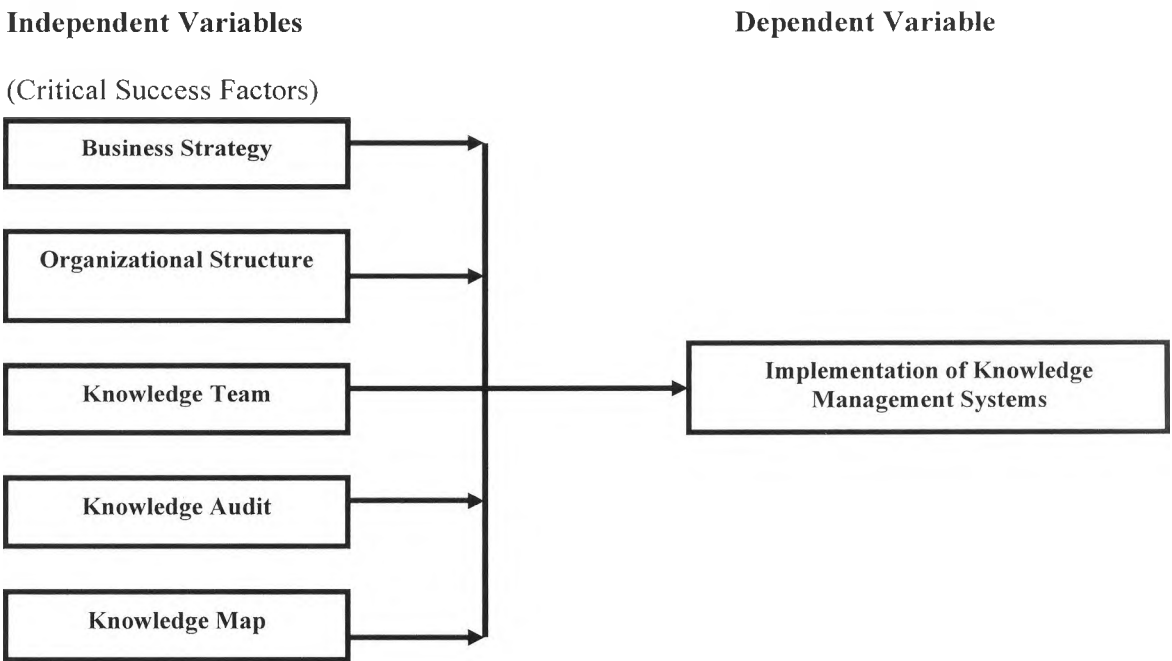 Independent Variables
Dependent Variable
(Critical Success Factors)
Business Strategy
Organizational Structure
Knowledge Team
Implementation of Knowledge
Management Systems
Knowledge Audit
Knowledge Map